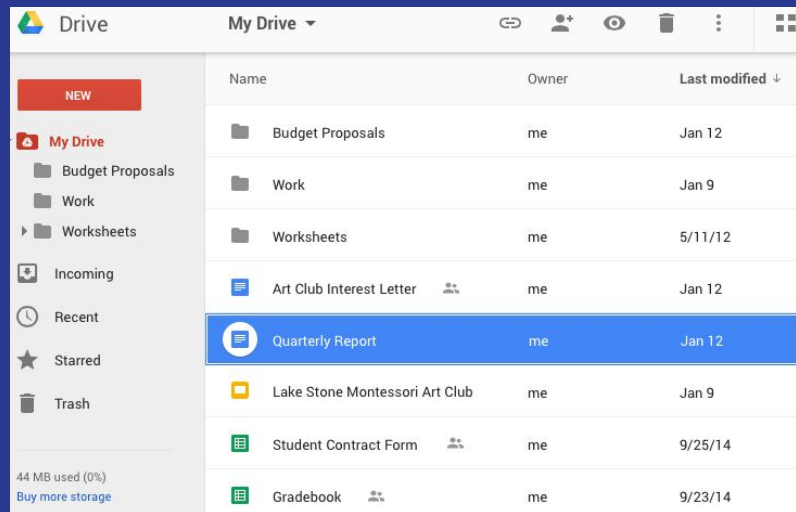 Drive
My Drive
NEW
My Drive
Budget Proposals
Work
Worksheets
Incoming
Recent
Starred
Trash
44 MB used (0%)
Buy more storage
Name Owner Last modified
Budget Proposals me Jan 12
Work me Jan 9
Worksheets me 5/11/12
Art Club Interest Letter me Jan 12
Quarterly Report me Jan 12
Lake Stone Montessori Art Club me Jan 9
Student Contract Form me 9/25/14
Gradebook me 9/23/14